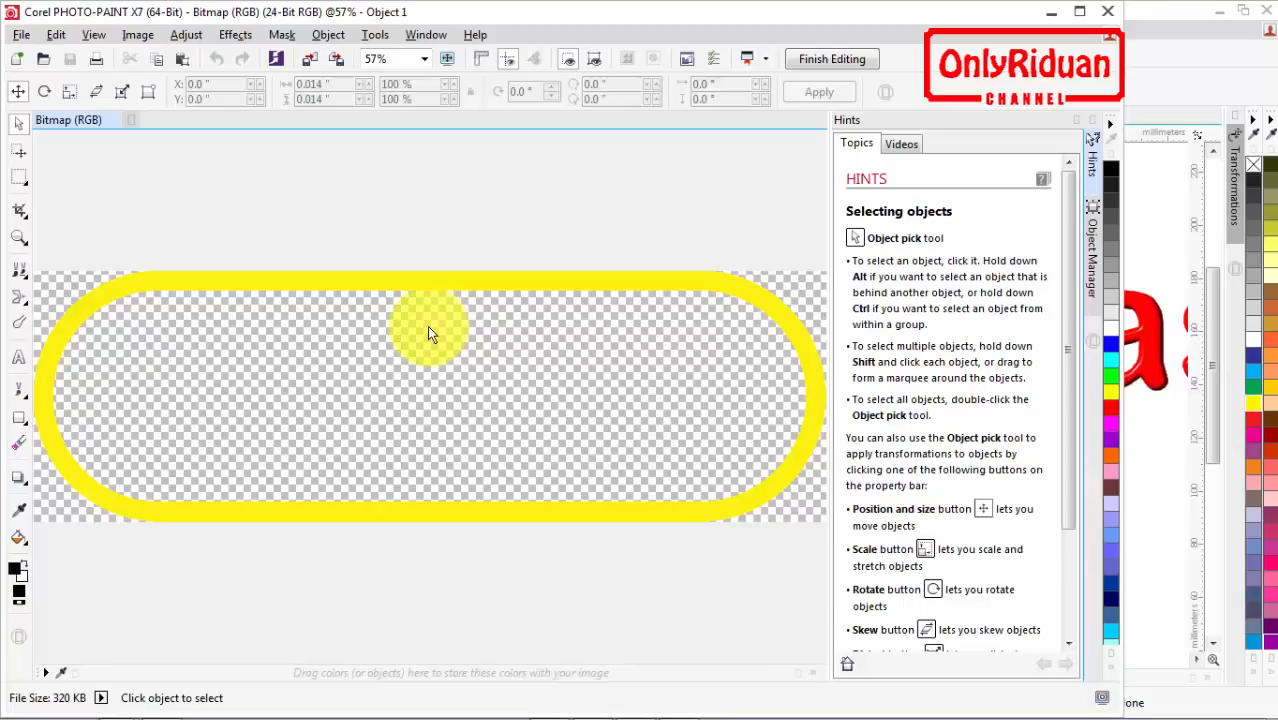 Corel PHOTO-PAINT X7 (64-Bit) - Bitmap (RGB) (24-Bit RGB) @57% - Object 1
File Edit View Image Adjust Effects Mask Object Tools Window Help
57% Finish Editing
OnlyRiduan
CHANNEL
X: 0.0 " 0.014 " 100 % 0.0 ° 0.0 " 0.0 °
Y: 0.0 " 0.014 " 100 % 0.0 " 0.0 °
Apply
Bitmap (RGB)
Hints
Topics Videos
HINTS
Selecting objects
Object pick tool
• To select an object, click it. Hold down
Alt if you want to select an object that is
behind another object, or hold down
Ctrl if you want to select an object from
within a group.
• To select multiple objects, hold down
Shift and click each object, or drag to
form a marquee around the objects.
• To select all objects, double-click the
Object pick tool.
You can also use the Object pick tool to
apply transformations to objects by
clicking one of the following buttons on
the property bar:
• Position and size button lets you
move objects
• Scale button lets you scale and
stretch objects
• Rotate button lets you rotate
objects
• Skew button lets you skew objects
Hints
Object Manager
millimeters
Transformations
as
millimeters
Drag colors (or objects) here to store these colors with your image
File Size: 320 KB Click object to select